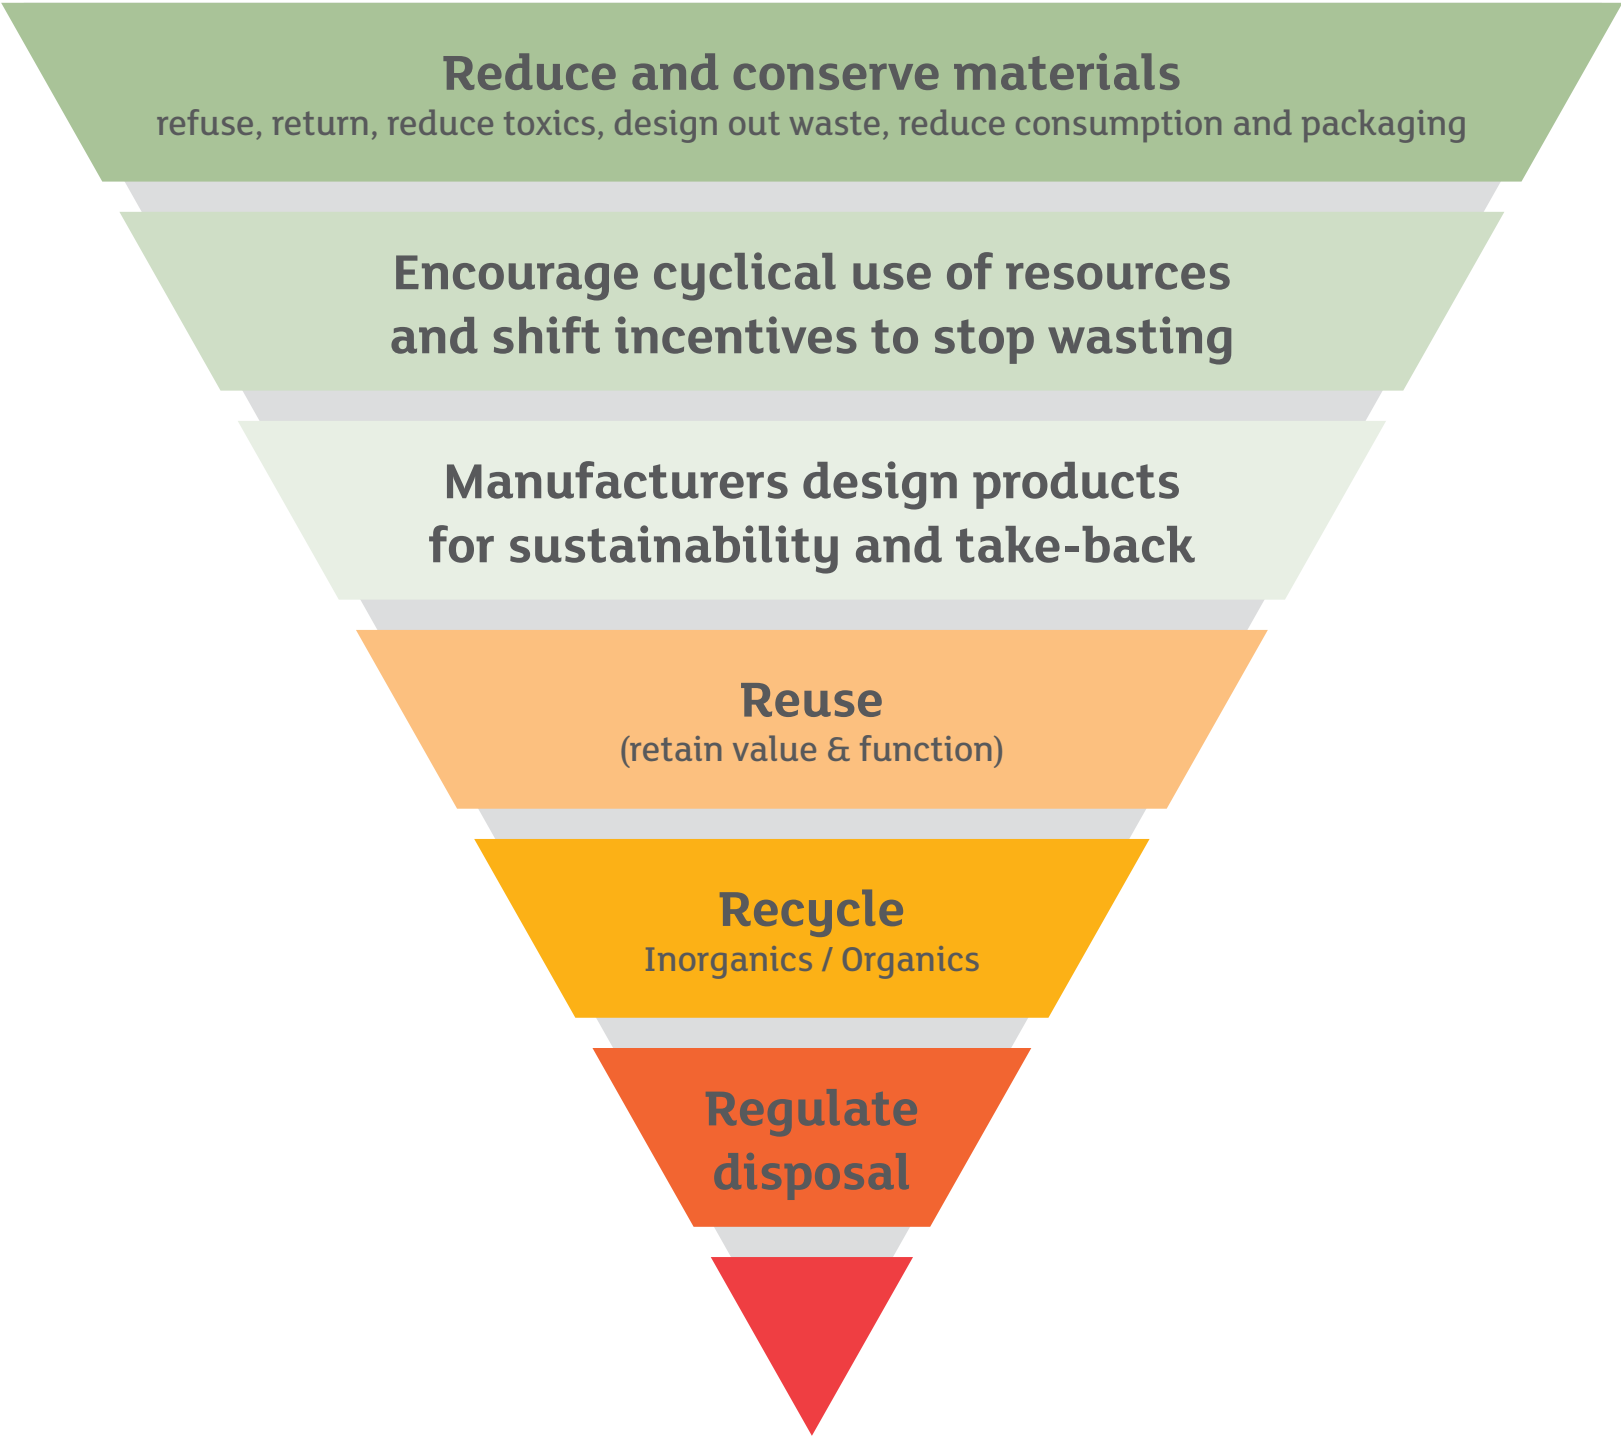 Reduce and conserve materials
refuse, return, reduce toxics, design out waste, reduce consumption and packaging
Encourage cyclical use of resources
and shift incentives to stop wasting
Manufacturers design products
for sustainability and take-back
Reuse
(retain value & function)
Recycle
Inorganics / Organics
Regulate
disposal